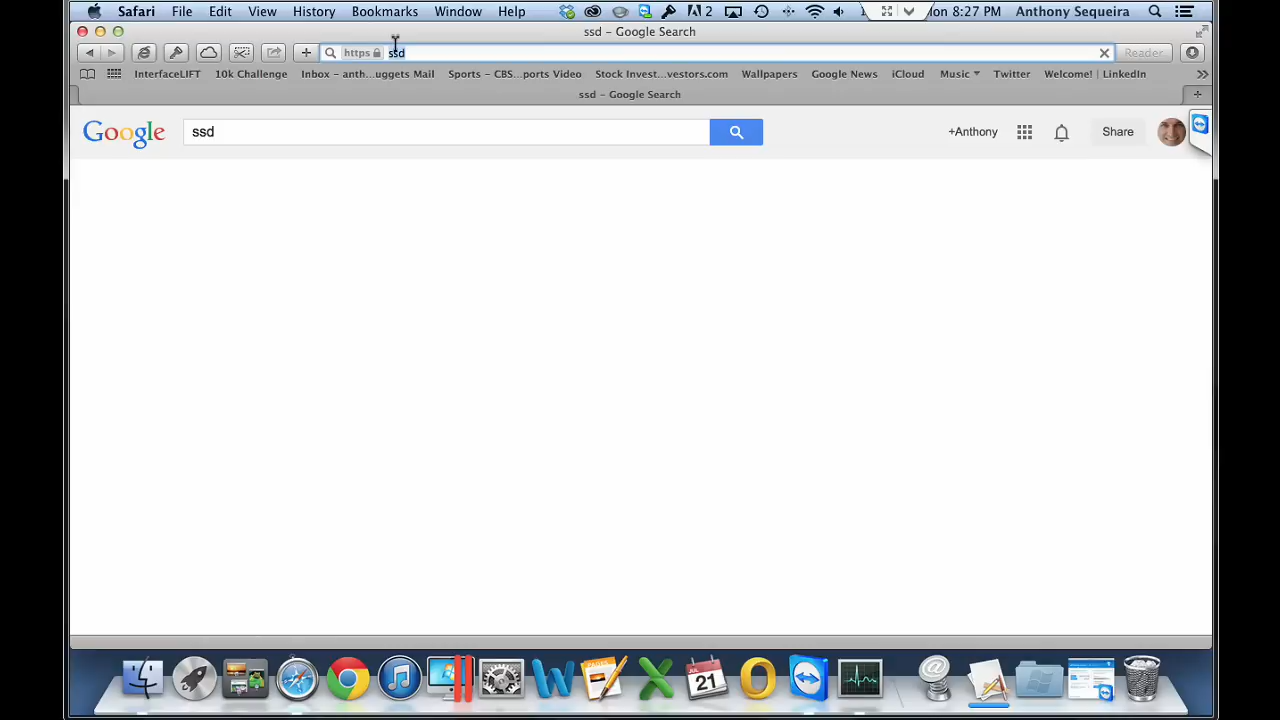 Safari File Edit View History Bookmarks Window Help 2 Mon 8:27 PM Anthony Sequeira
ssd – Google Search
https ssd Reader
InterfaceLIFT 10k Challenge Inbox – anth...uggets Mail Sports – CBS...ports Video Stock Invest...vestors.com Wallpapers Google News iCloud Music Twitter Welcome! | LinkedIn
ssd – Google Search
Google ssd +Anthony Share
JUL
21